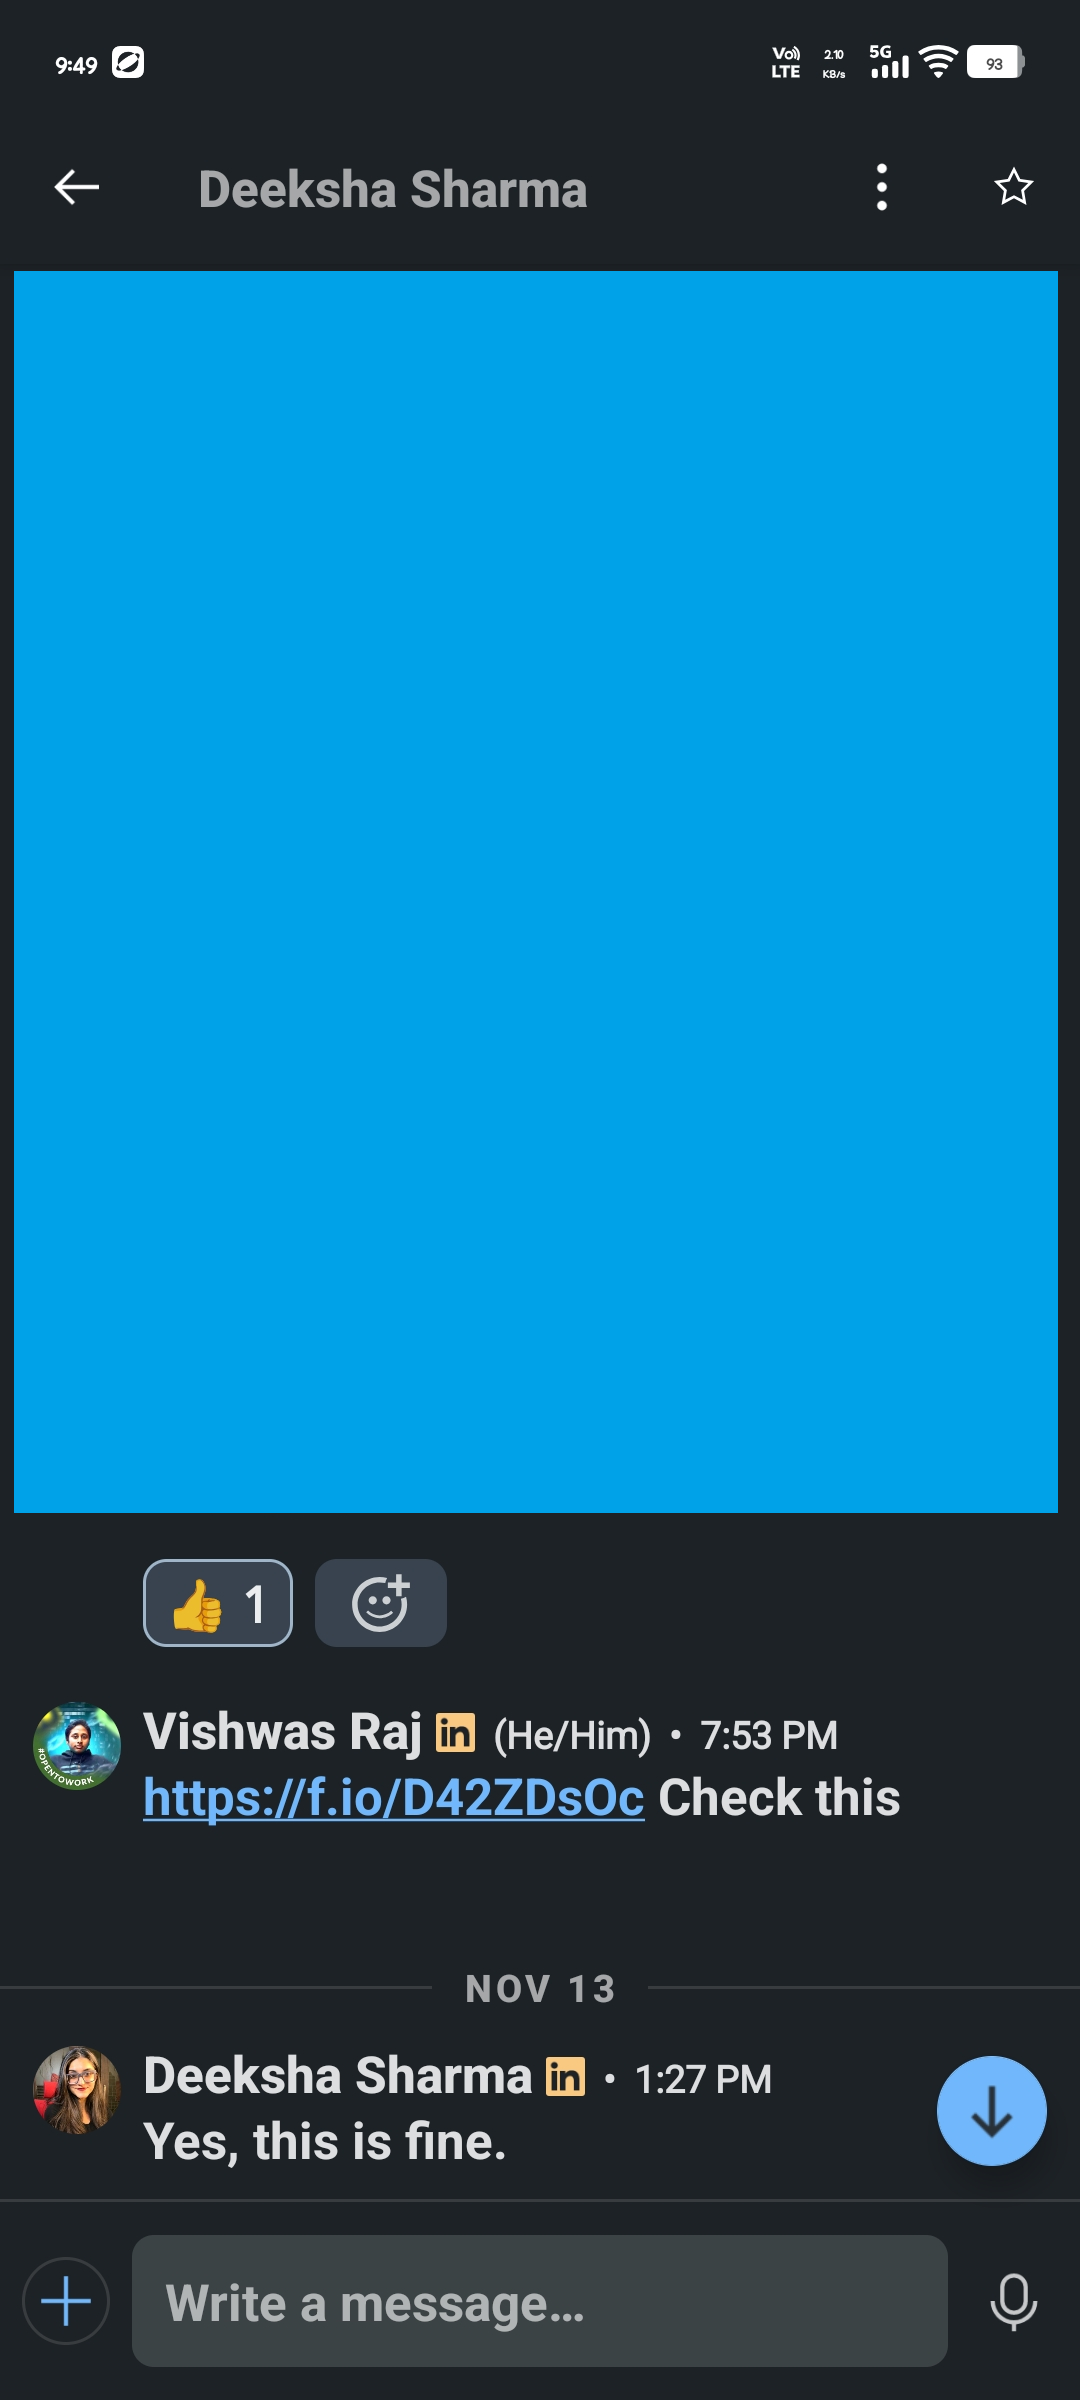 9:49
Vo))
LTE
2.10
KB/s
5G
93
Deeksha Sharma
👍 1
Vishwas Raj in (He/Him) • 7:53 PM
https://f.io/D42ZDsOc Check this
#OPENTOWORK
NOV 13
Deeksha Sharma in • 1:27 PM
Yes, this is fine.
Write a message...